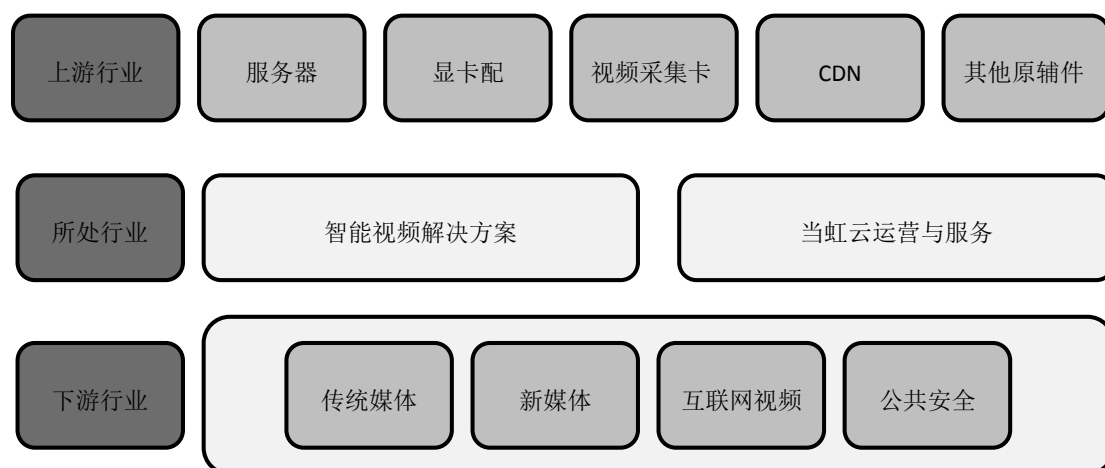 上游行业
服务器
显卡配
视频采集卡
CDN
其他原辅件
所处行业
智能视频解决方案
当虹云运营与服务
下游行业
传统媒体
新媒体
互联网视频
公共安全